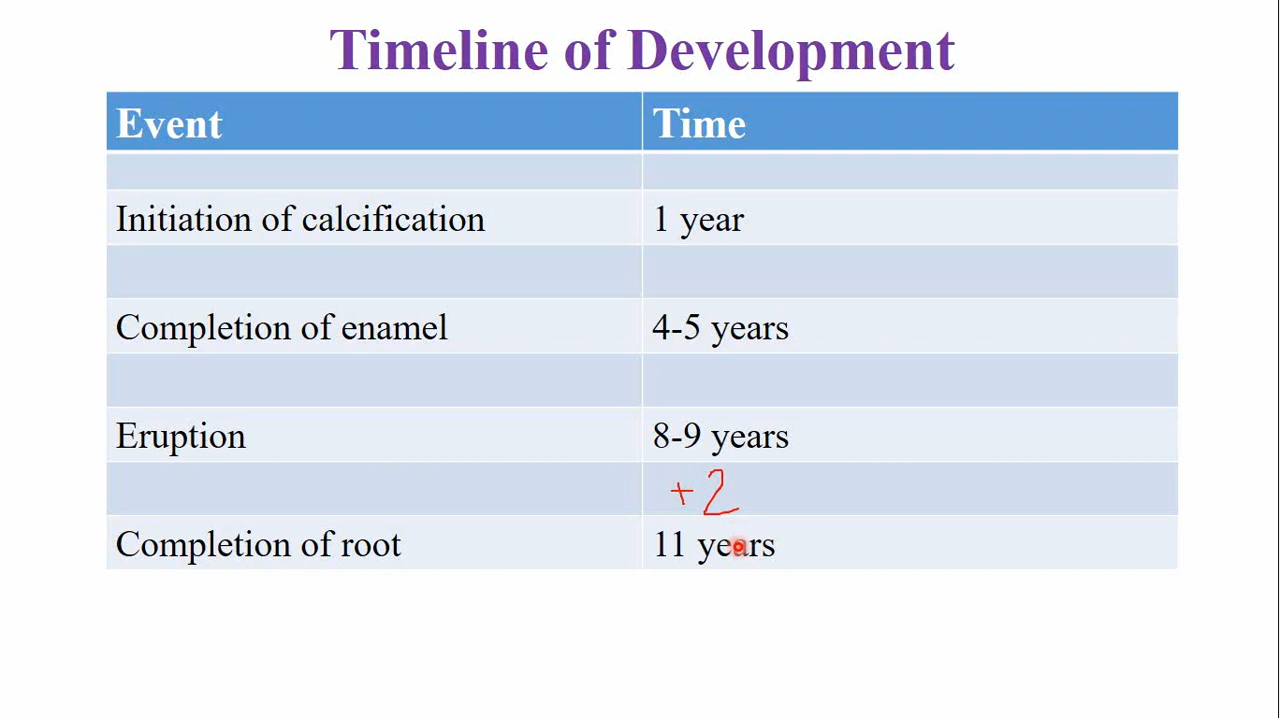 Timeline of Development
Event Time
Initiation of calcification 1 year
Completion of enamel 4-5 years
Eruption 8-9 years
+2
Completion of root 11 years